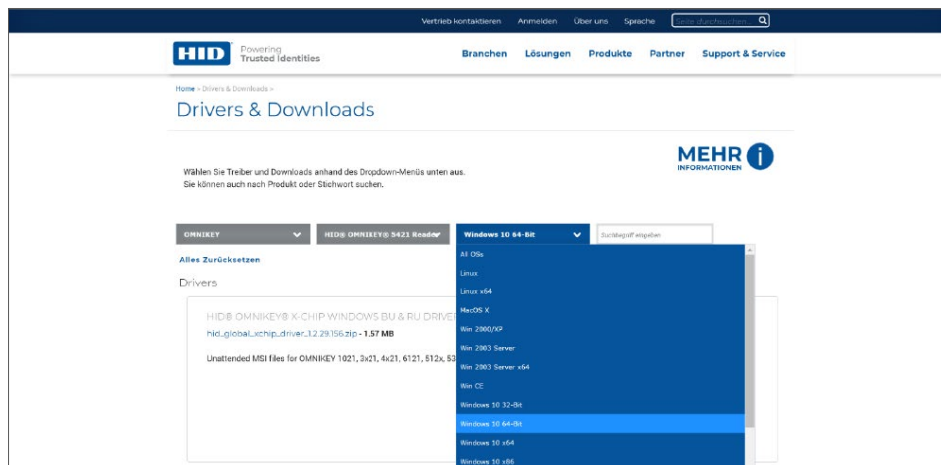 Vertrieb kontaktieren Anmelden Über uns Sprache Seite durchsuchen...
HID Powering
Trusted Identities
Branchen Lösungen Produkte Partner Support & Service
Home » Drivers & Downloads »
Drivers & Downloads
MEHR i
INFORMATIONEN
Wählen Sie Treiber und Downloads anhand des Dropdown-Menüs unten aus.
Sie können auch nach Produkt oder Stichwort suchen.
OMNIKEY HID® OMNIKEY® 5421 Reader Windows 10 64-Bit Suchbegriff eingeben
Alles Zurücksetzen
All OSs
Linux
Linux x64
MacOS X
Win 2000/XP
Win 2003 Server
Win 2003 Server x64
Win CE
Windows 10 32-Bit
Windows 10 64-Bit
Windows 10 x64
Windows 10 x86
Drivers
HID® OMNIKEY® X-CHIP WINDOWS BU & RU DRIVE
hid_global_xchip_driver_1.2.29.156.zip - 1.57 MB
Unattended MSI files for OMNIKEY 1021, 3x21, 4x21, 6121, 512x, 53